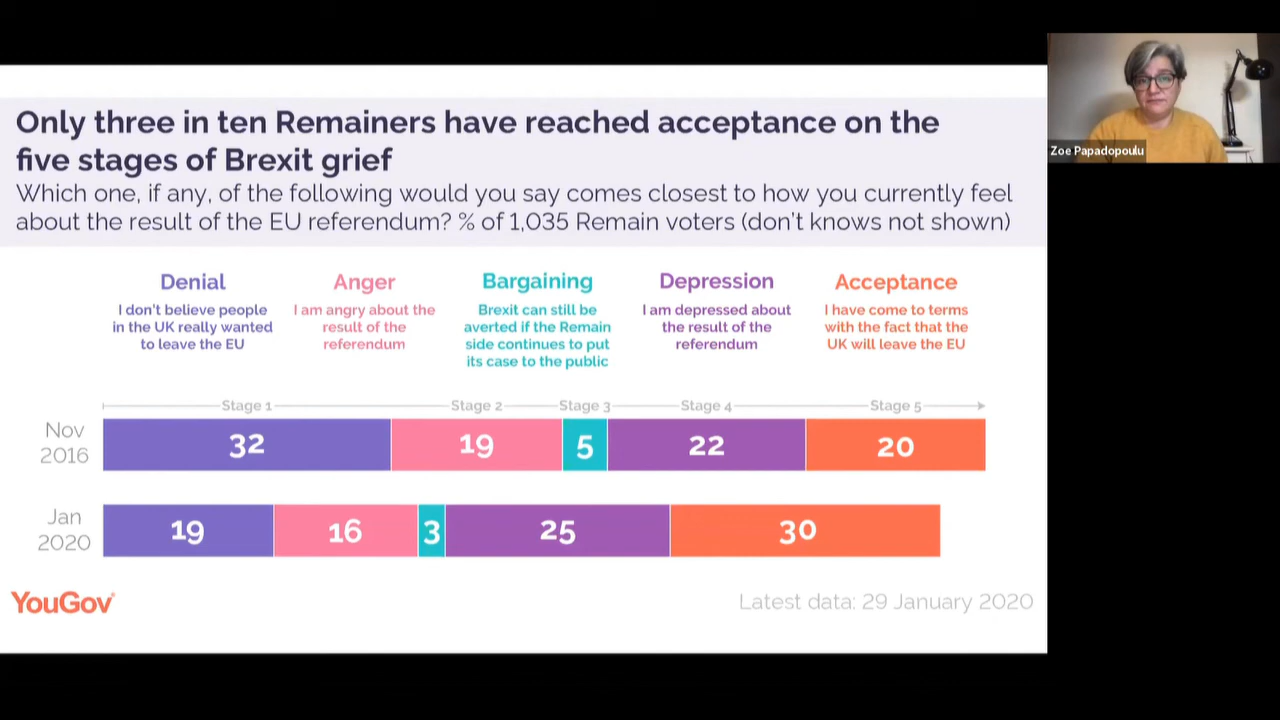 Only three in ten Remainers have reached acceptance on the
five stages of Brexit grief
Which one, if any, of the following would you say comes closest to how you currently feel
about the result of the EU referendum? % of 1,035 Remain voters (don't knows not shown)
Zoe Papadopoulu
Denial
I don't believe people
in the UK really wanted
to leave the EU
Anger
I am angry about the
result of the
referendum
Bargaining
Brexit can still be
averted if the Remain
side continues to put
its case to the public
Depression
I am depressed about
the result of the
referendum
Acceptance
I have come to terms
with the fact that the
UK will leave the EU
Stage 1 Stage 2 Stage 3 Stage 4 Stage 5
Nov
2016
32 19 5 22 20
Jan
2020
19 16 3 25 30
YouGov
Latest data: 29 January 2020